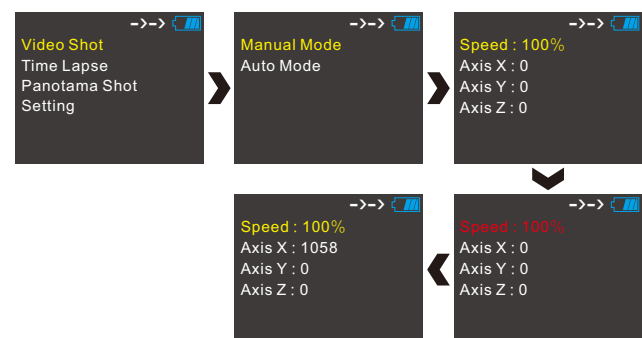 ->->
Video Shot
Time Lapse
Panotama Shot
Setting
->->
Manual Mode
Auto Mode
->->
Speed : 100%
Axis X : 0
Axis Y : 0
Axis Z : 0
->->
Speed : 100%
Axis X : 0
Axis Y : 0
Axis Z : 0
->->
Speed : 100%
Axis X : 1058
Axis Y : 0
Axis Z : 0